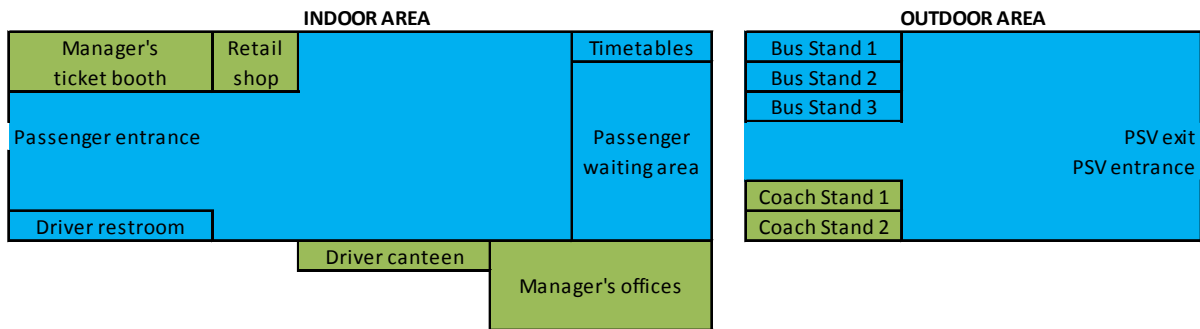 INDOOR AREA
OUTDOOR AREA
Manager's
ticket booth
Retail
shop
Timetables
Bus Stand 1
Bus Stand 2
Bus Stand 3
Passenger entrance
Passenger
waiting area
PSV exit
PSV entrance
Coach Stand 1
Coach Stand 2
Driver restroom
Driver canteen
Manager's offices